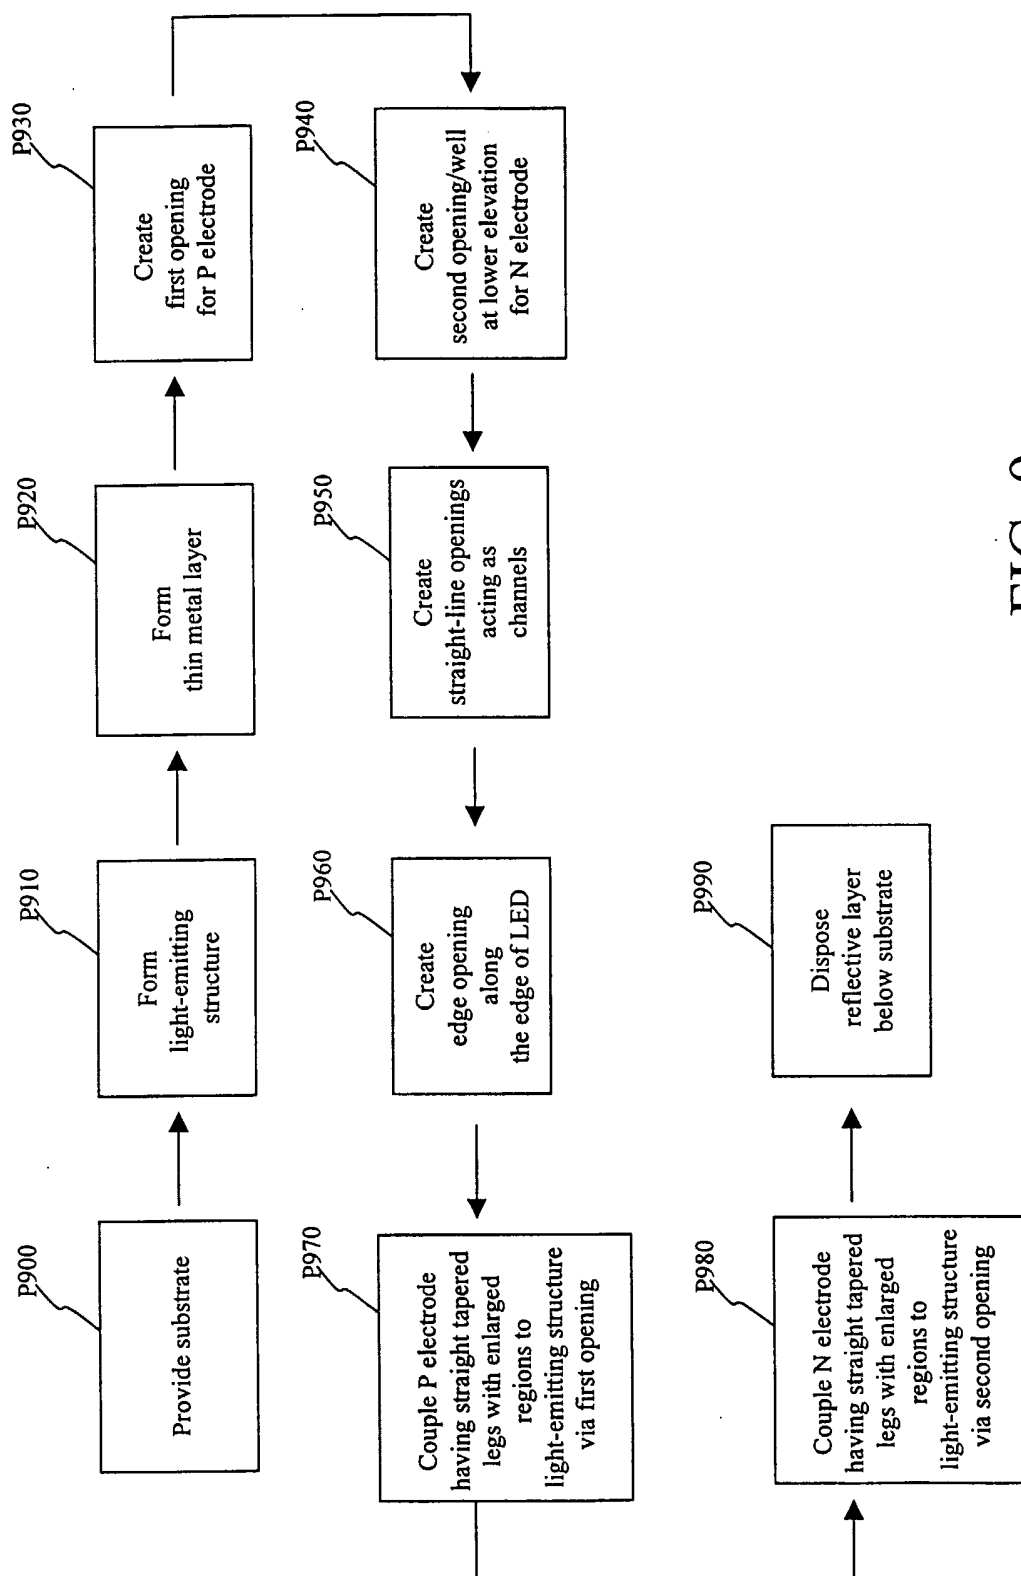 P900
Provide substrate
P910
Form
light-emitting
structure
P920
Form
thin metal layer
P930
Create
first opening
for P electrode
P940
Create
second opening/well
at lower elevation
for N electrode
P950
Create
straight-line openings
acting as
channels
P960
Create
edge opening
along
the edge of LED
P970
Couple P electrode
having straight tapered
legs with enlarged
regions to
light-emitting structure
via first opening
P980
Couple N electrode
having straight tapered
legs with enlarged
regions to
light-emitting structure
via second opening
P990
Dispose
reflective layer
below substrate
FIG. 9